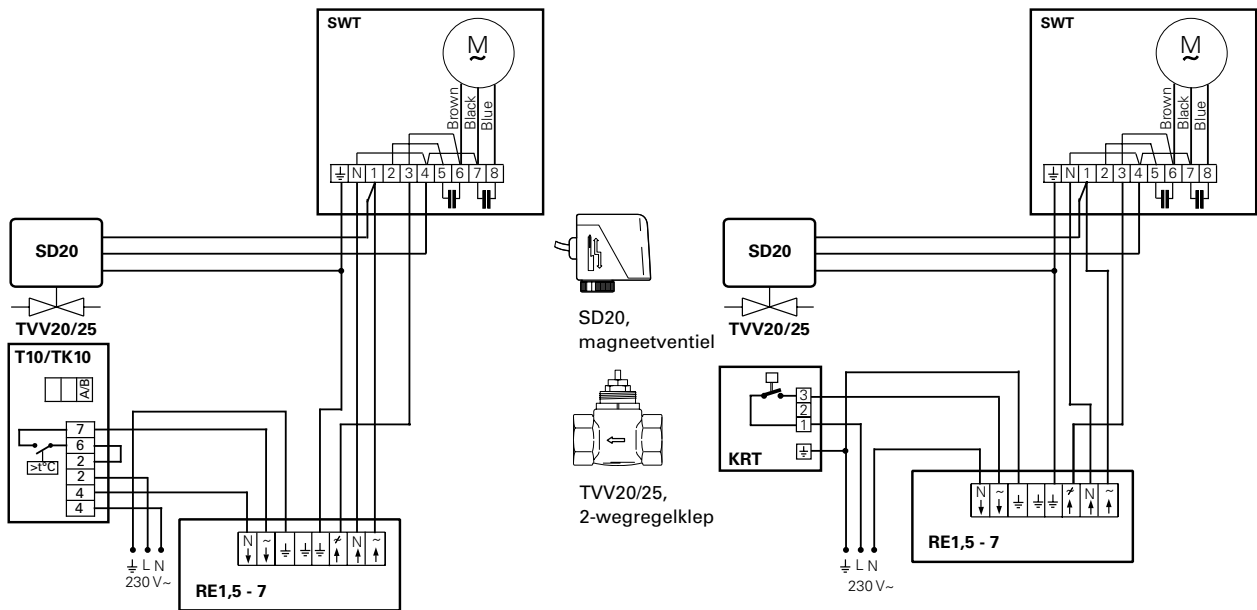 SWT
M
~
Brown
Black
Blue
⏚ N 1 2 3 4 5 6 7 8
SD20
TVV20/25
T10/TK10
A/B
7
6
2
2
4
4
>t°C
⏚ L N
230 V~
N ~ ⏚ ⏚ ⏚ ≁ N ~
RE1,5 - 7
SD20,
magneetventiel
TVV20/25,
2-wegregelklep
SWT
M
~
Brown
Black
Blue
⏚ N 1 2 3 4 5 6 7 8
SD20
TVV20/25
KRT
3
2
1
⏚
⏚ L N
230 V~
N ~ ⏚ ⏚ ⏚ ≁ N ~
RE1,5 - 7